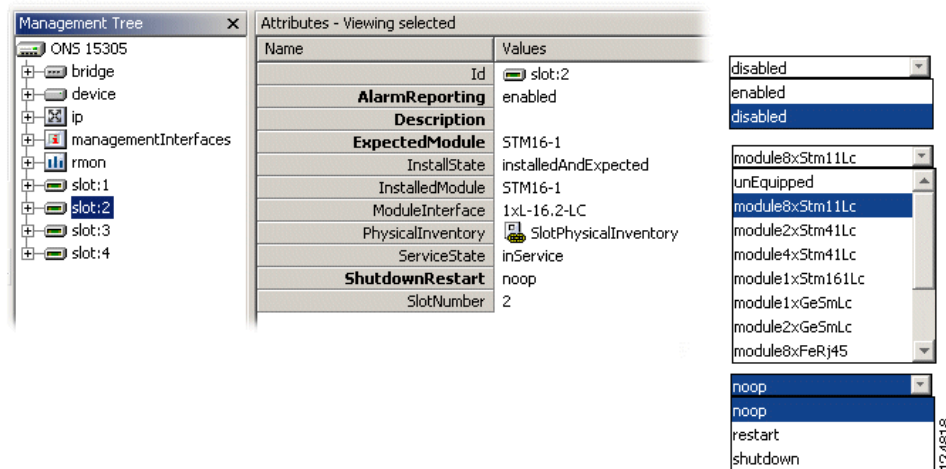 Management Tree
ONS 15305
bridge
device
ip
managementInterfaces
rmon
slot:1
slot:2
slot:3
slot:4
Attributes - Viewing selected
Name Values
Id slot:2
AlarmReporting enabled
Description
ExpectedModule STM16-1
InstallState installedAndExpected
InstalledModule STM16-1
ModuleInterface 1xL-16.2-LC
PhysicalInventory SlotPhysicalInventory
ServiceState inService
ShutdownRestart noop
SlotNumber 2
disabled
enabled
disabled
module8xStm11Lc
unEquipped
module8xStm11Lc
module2xStm41Lc
module4xStm41Lc
module1xStm161Lc
module1xGeSmLc
module2xGeSmLc
module8xFeRj45
noop
noop
restart
shutdown
124818